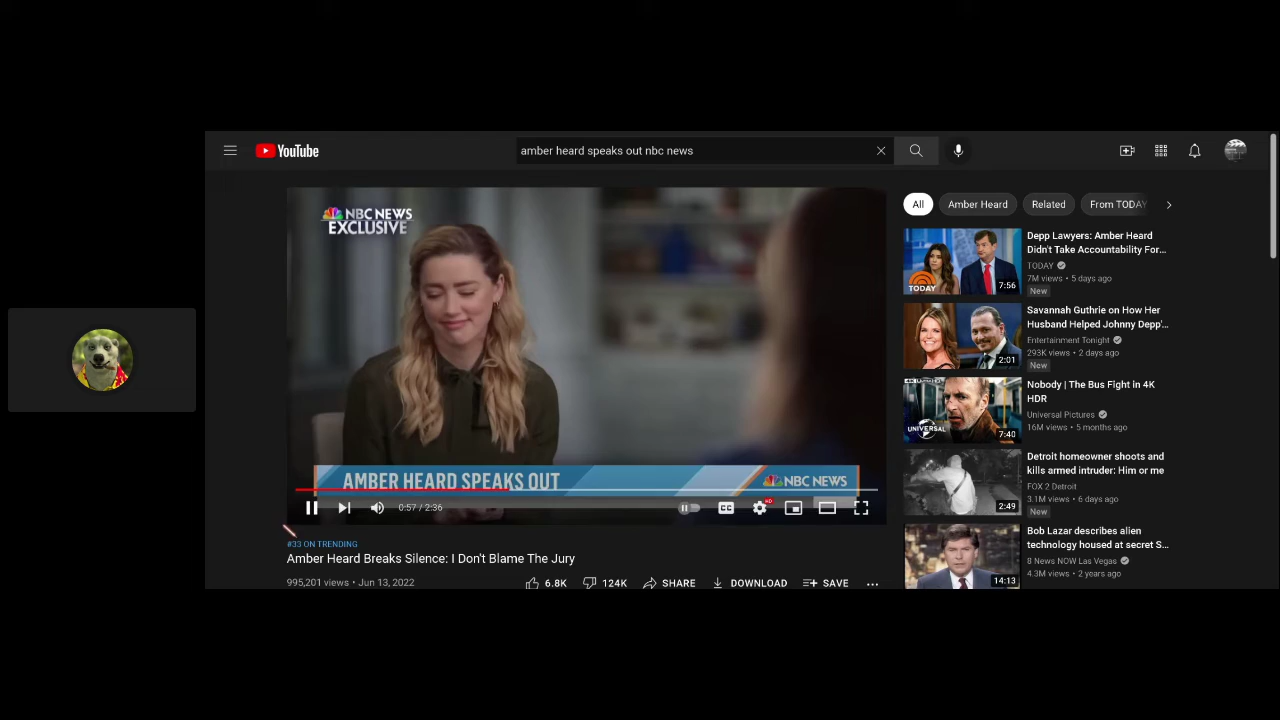 YouTube
amber heard speaks out nbc news
NBC NEWS
EXCLUSIVE
AMBER HEARD SPEAKS OUT
NBC NEWS
0:57 / 2:36
CC
HD
#33 ON TRENDING
Amber Heard Breaks Silence: I Don't Blame The Jury
995,201 views • Jun 13, 2022
6.8K
124K
SHARE
DOWNLOAD
SAVE
All
Amber Heard
Related
From TODAY
TODAY
7:56
Depp Lawyers: Amber Heard
Didn't Take Accountability For...
TODAY
7M views • 5 days ago
New
2:01
Savannah Guthrie on How Her
Husband Helped Johnny Depp'...
Entertainment Tonight
293K views • 2 days ago
New
UNIVERSAL
7:40
Nobody | The Bus Fight in 4K
HDR
Universal Pictures
16M views • 5 months ago
2:49
Detroit homeowner shoots and
kills armed intruder: Him or me
FOX 2 Detroit
3.1M views • 6 days ago
New
14:13
Bob Lazar describes alien
technology housed at secret S...
8 News NOW Las Vegas
4.3M views • 2 years ago